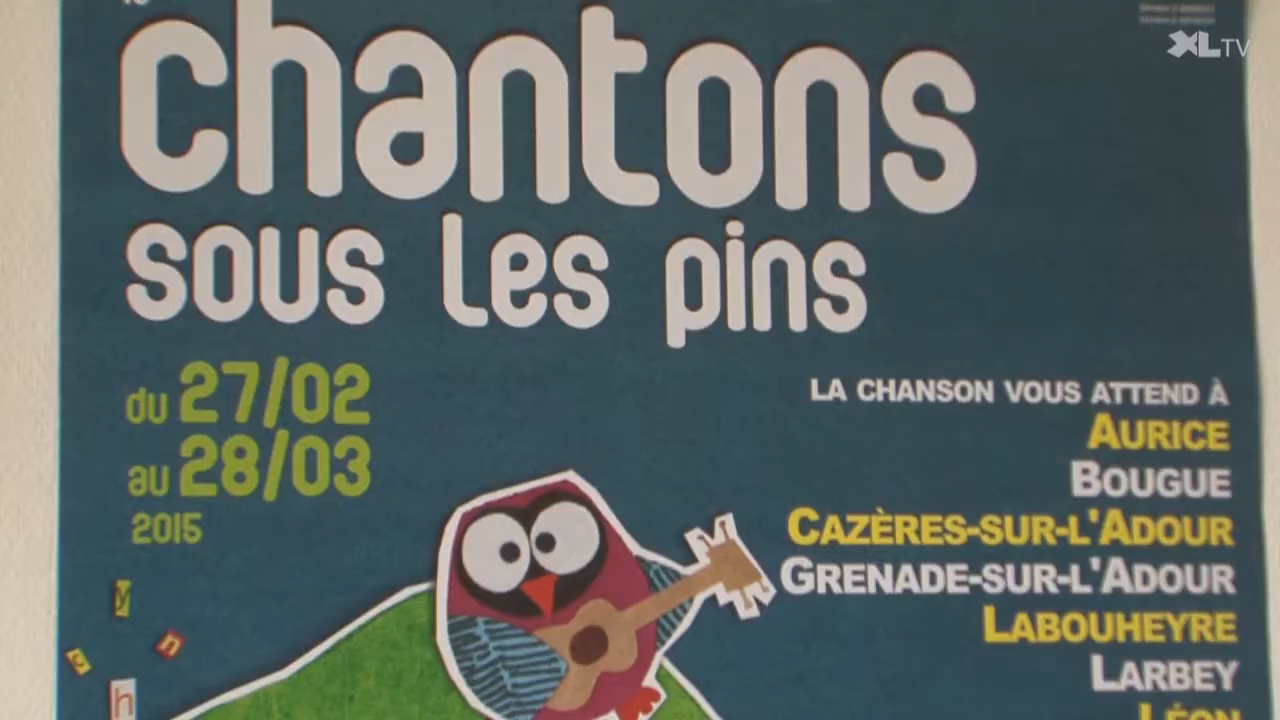 chantons
sous les pins
du 27/02
au 28/03
2015
LA CHANSON VOUS ATTEND À
AURICE
BOUGUE
CAZÈRES-SUR-L'ADOUR
GRENADE-SUR-L'ADOUR
LABOUHEYRE
LARBEY
LÉON
XLTV
y
n
h